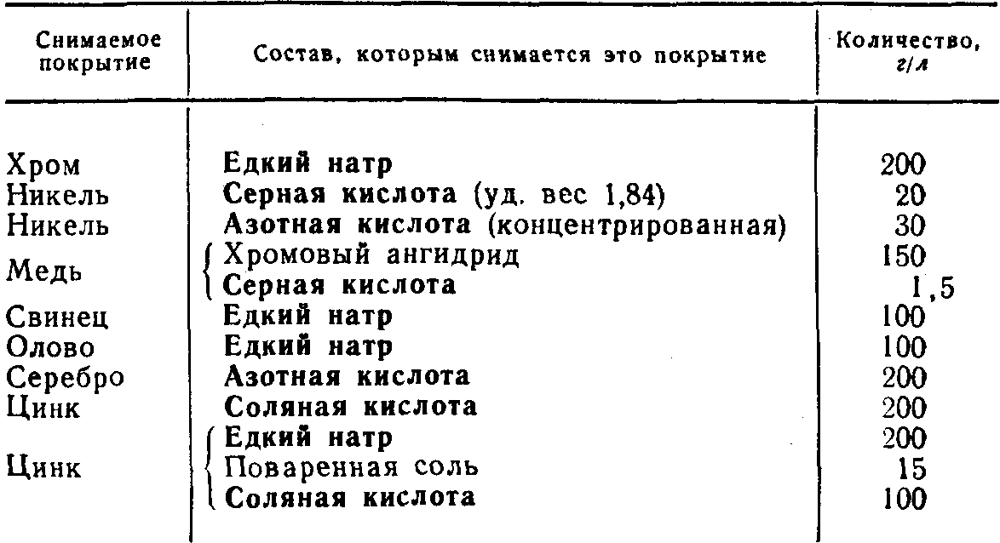 Снимаемое покрытие | Состав, которым снимается это покрытие | Количество, г/л
Хром | Едкий натр | 200
Никель | Серная кислота (уд. вес 1,84) | 20
Никель | Азотная кислота (концентрированная) | 30
Медь | Хромовый ангидрид | 150
Серная кислота | 1,5
Свинец | Едкий натр | 100
Олово | Едкий натр | 100
Серебро | Азотная кислота | 200
Цинк | Соляная кислота | 200
Едкий натр | 200
Цинк | Поваренная соль | 15
Соляная кислота | 100